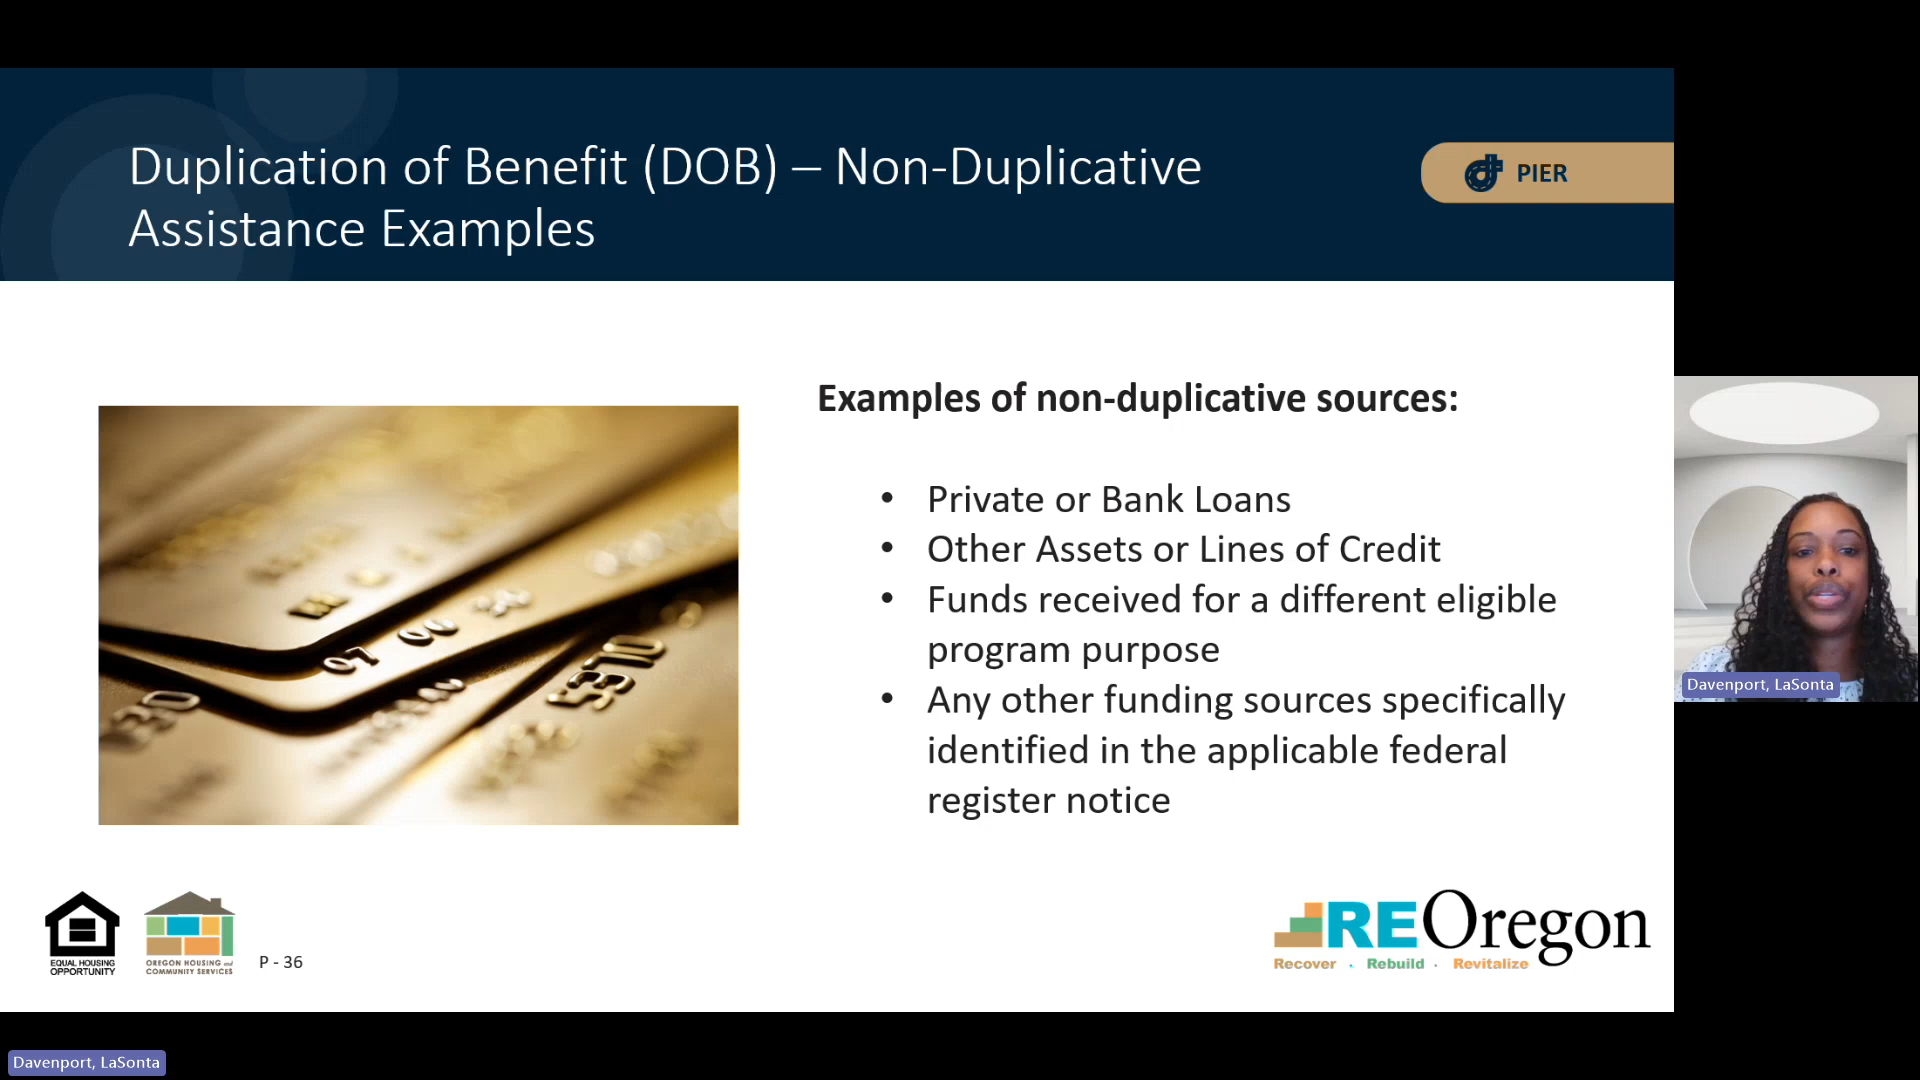 Duplication of Benefit (DOB) – Non-Duplicative
Assistance Examples
PIER
Examples of non-duplicative sources:
• Private or Bank Loans
• Other Assets or Lines of Credit
• Funds received for a different eligible
program purpose
• Any other funding sources specifically
identified in the applicable federal
register notice
5370
EQUAL HOUSING
OPPORTUNITY
OREGON HOUSING and
COMMUNITY SERVICES
P - 36
REOregon
Recover . Rebuild . Revitalize
Davenport, LaSonta
Davenport, LaSonta